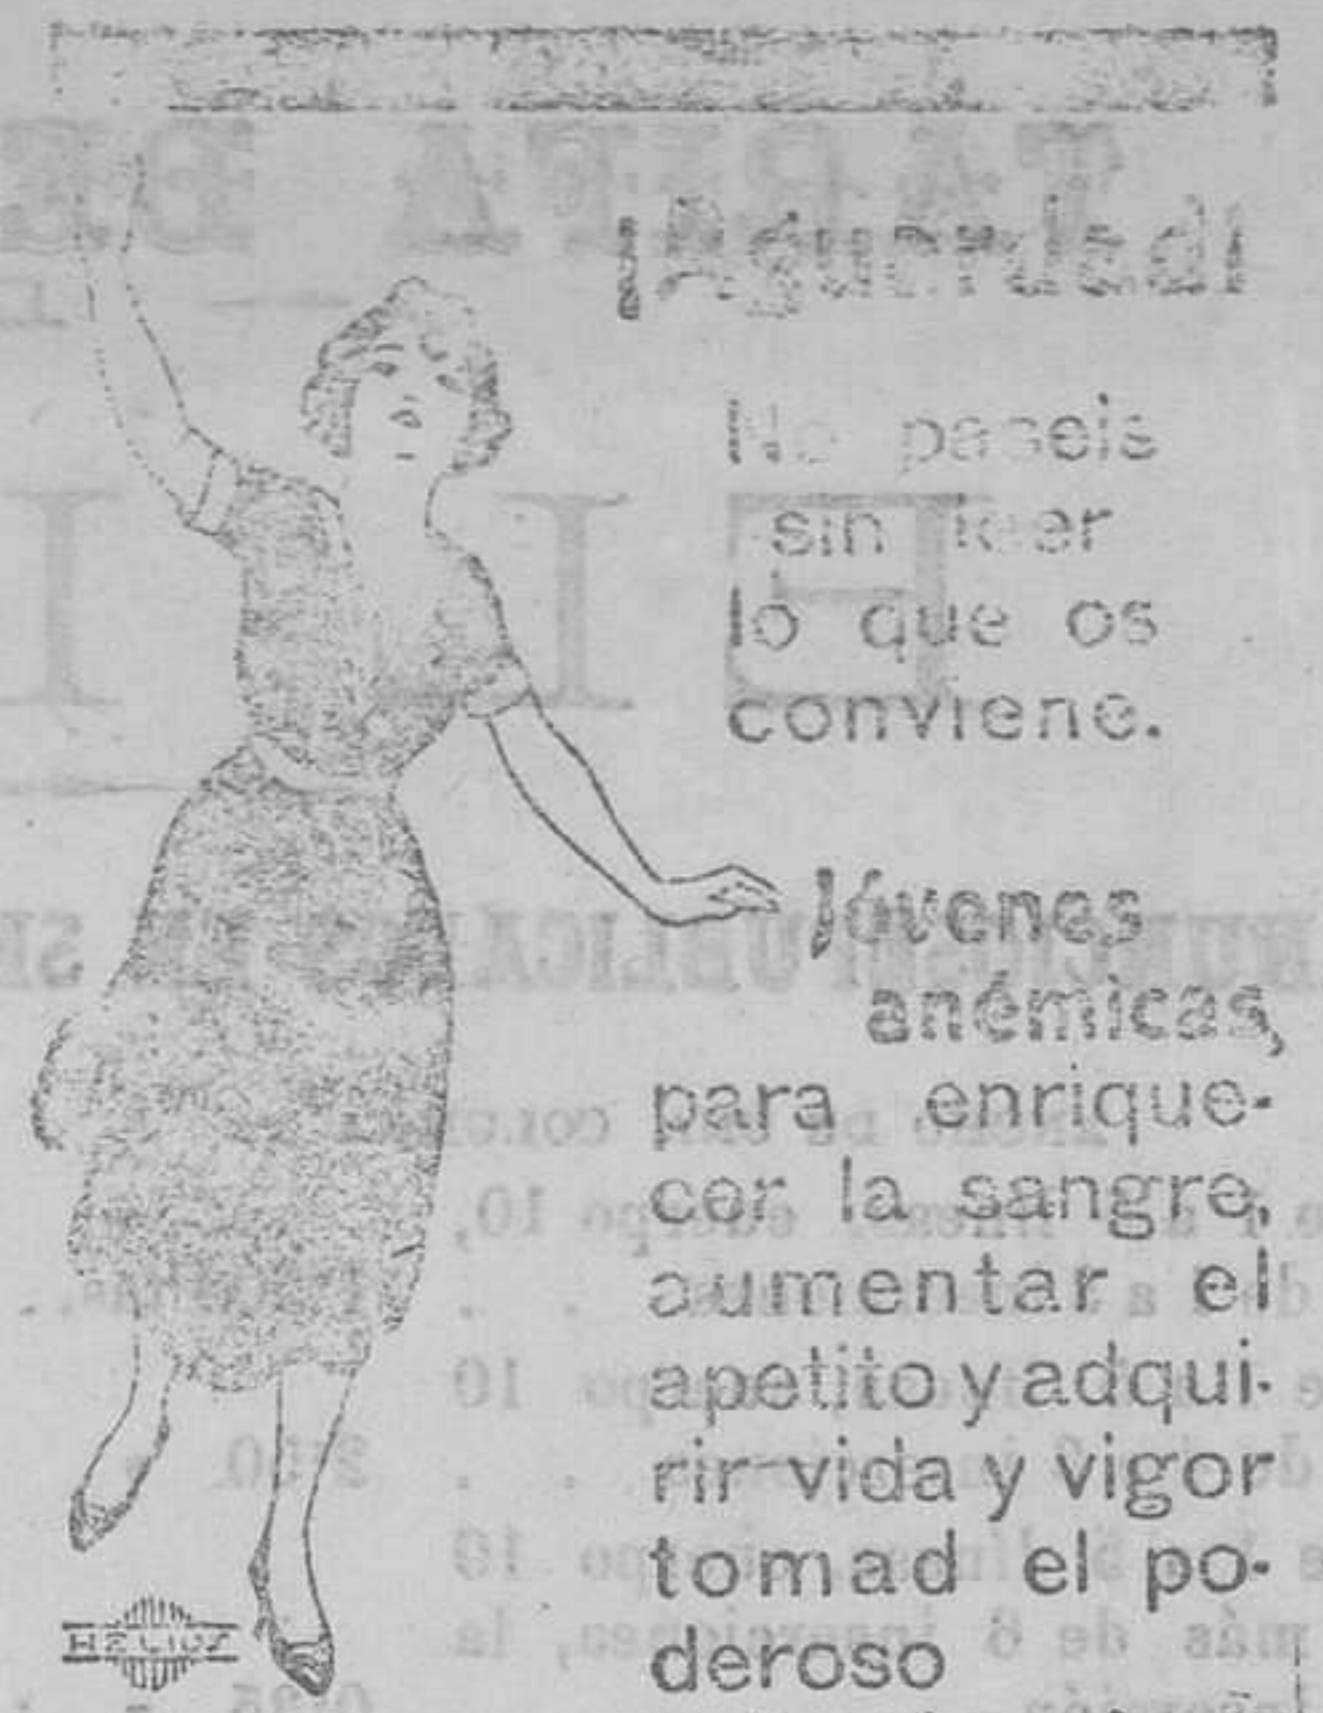 ¡Aguardad!
No paseis
sin leer
lo que os
conviene.
Jóvenes
anémicas,
para enrique-
cer la sangre,
aumentar el
apetito y adqui-
rir vida y vigor
tomad el po-
deroso
HELIOS